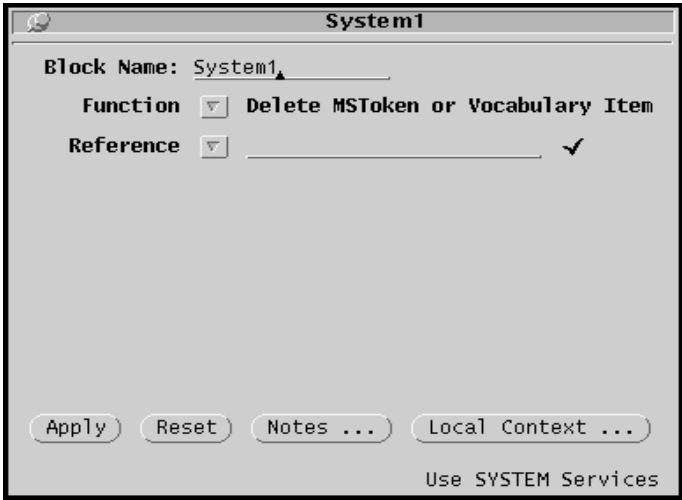 System1
Block Name: System1
Function Delete MSToken or Vocabulary Item
Reference
Apply Reset Notes ... Local Context ...
Use SYSTEM Services